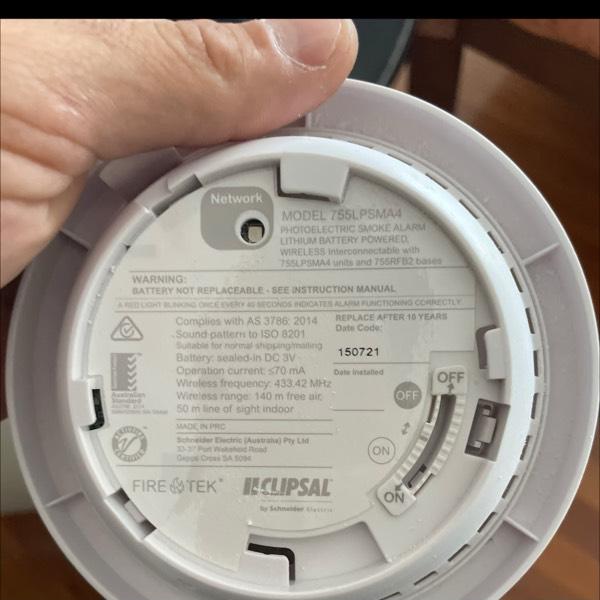 Network
MODEL 755LPSMA4
PHOTOELECTRIC SMOKE ALARM
LITHIUM BATTERY POWERED,
WIRELESS Interconnectable with
755LPSMA4 units and 755RFB2 bases
WARNING:
BATTERY NOT REPLACEABLE - SEE INSTRUCTION MANUAL
A RED LIGHT BLINKING ONCE EVERY 40 SECONDS INDICATES ALARM FUNCTIONING CORRECTLY
Complies with AS 3786: 2014
Sound pattern to ISO 8201
Suitable for normal shipping/mailing
Battery: sealed-in DC 3V
Operation current: ≤70 mA
Wireless frequency: 433.42 MHz
Wireless range: 140 m free air,
50 m line of sight indoor
REPLACE AFTER 10 YEARS
Date Code:
150721
Date installed
OFF
OFF
ON
ON
Australian
Standard
MADE IN PRC
Schneider Electric (Australia) Pty Ltd
33-37 Port Wakefield Road
Gepps Cross SA 5094
FIRE TEK
CLIPSAL
by Schneider Electric